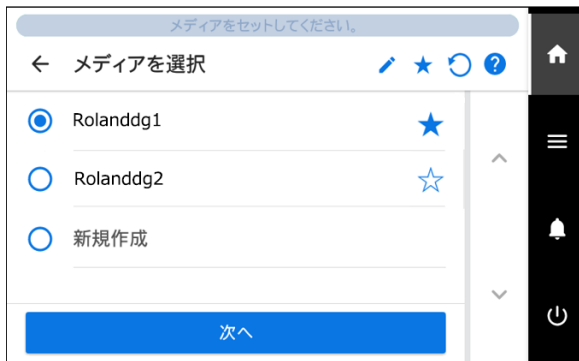 メディアをセットしてください。
メディアを選択
Rolanddg1
Rolanddg2
新規作成
次へ